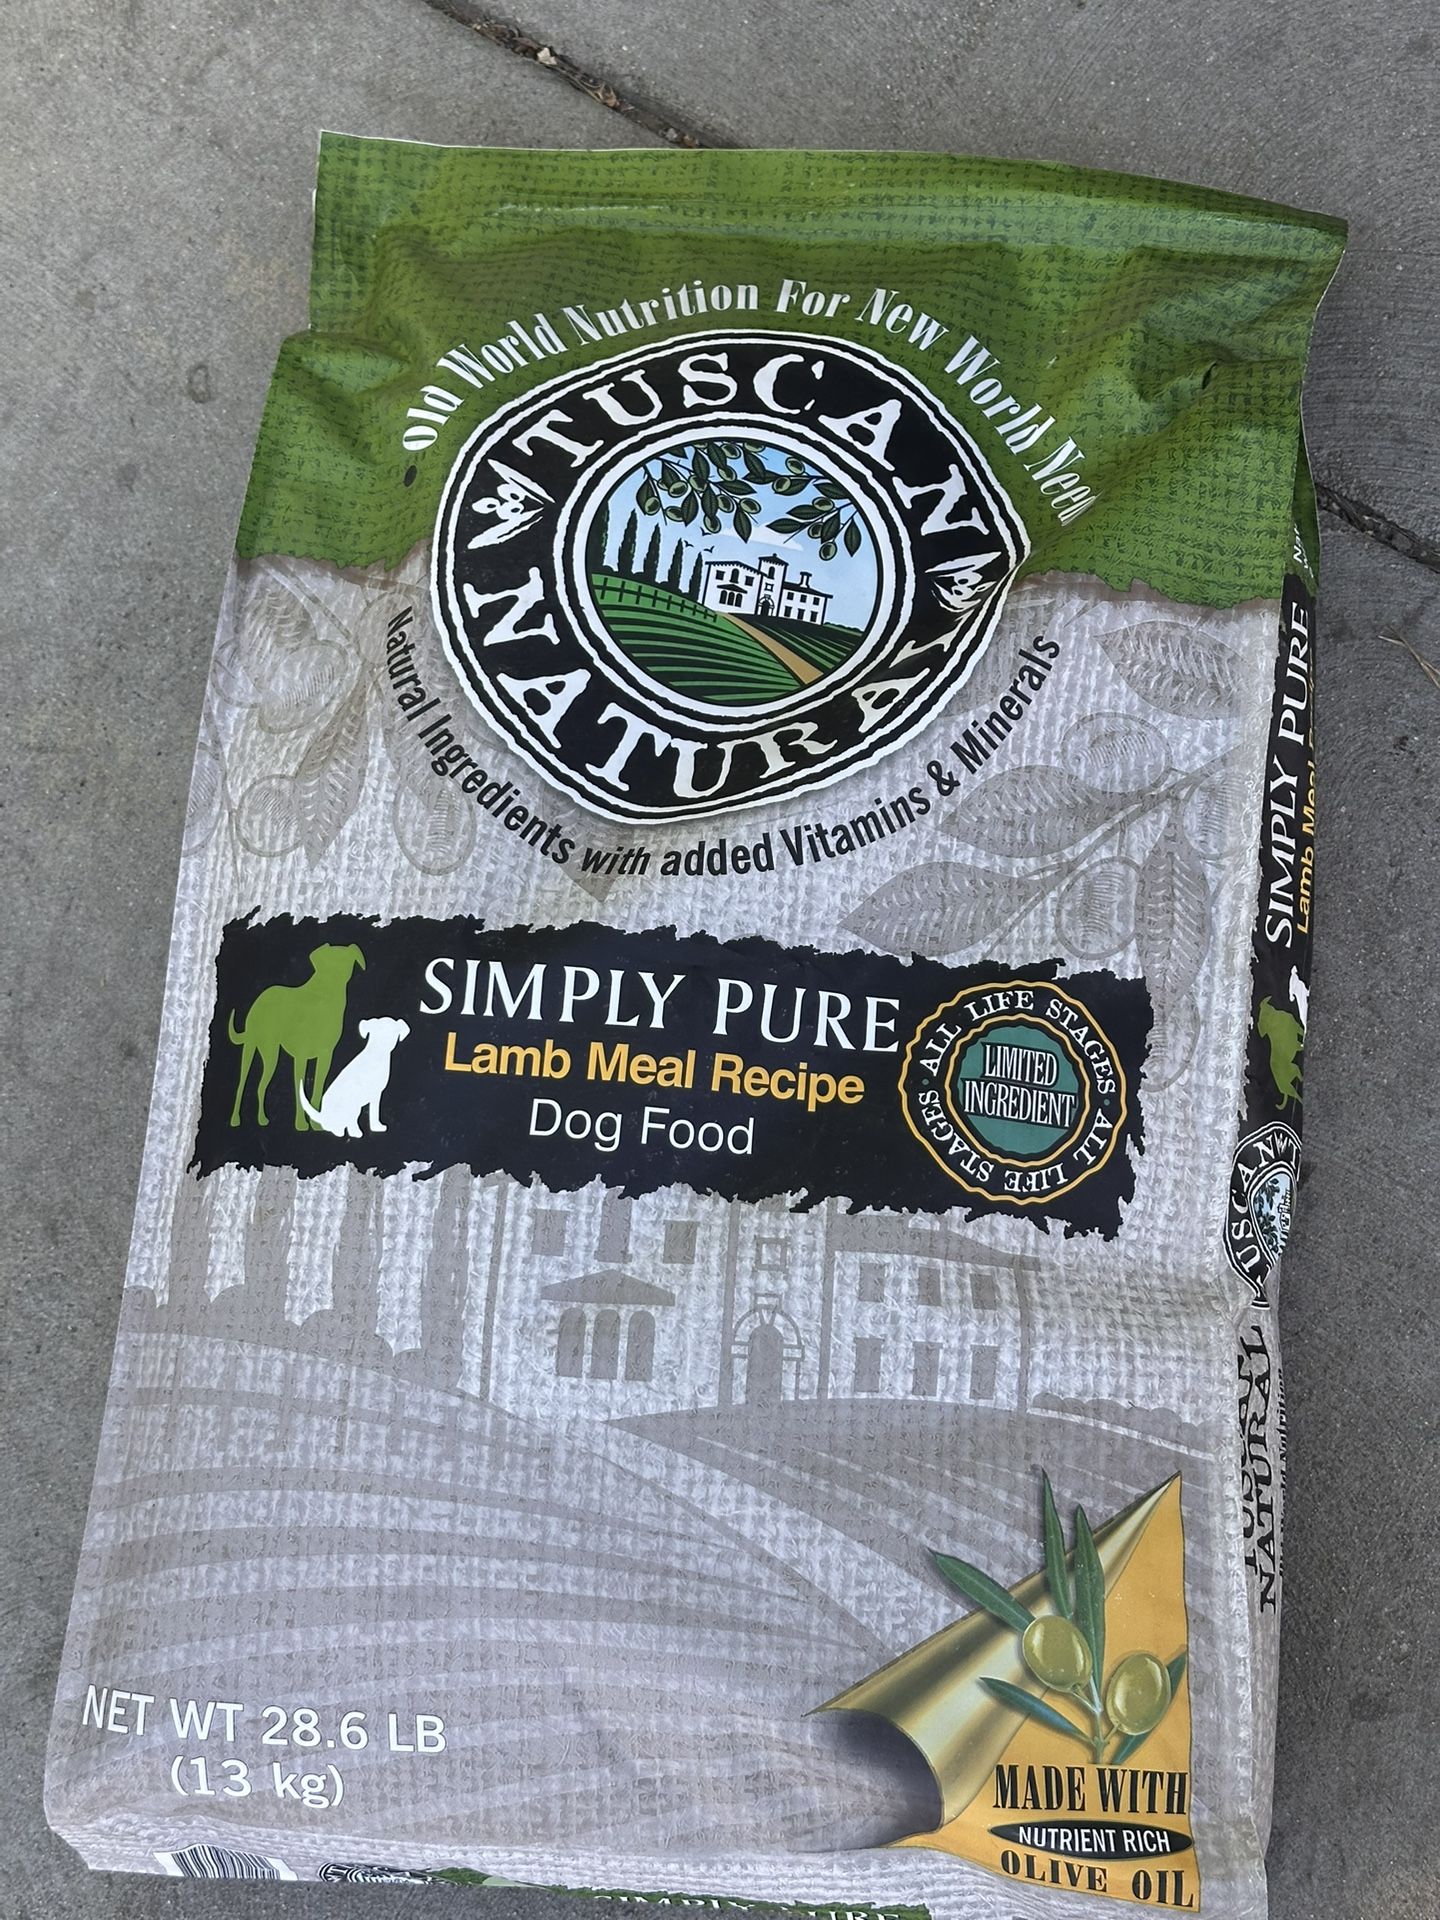 Old World Nutrition For New World Need
TUSCAN
NATURAL
Natural Ingredients with added Vitamins & Minerals
SIMPLY PURE
Lamb Meal Recipe
Dog Food
ALL LIFE STAGES · ALL LIFE STAGES ·
LIMITED
INGREDIENT
NET WT 28.6 LB
(13 kg)
MADE WITH
NUTRIENT RICH
OLIVE OIL
SIMPLY PURE
Lamb Meal
TUSCAN
NATURAL